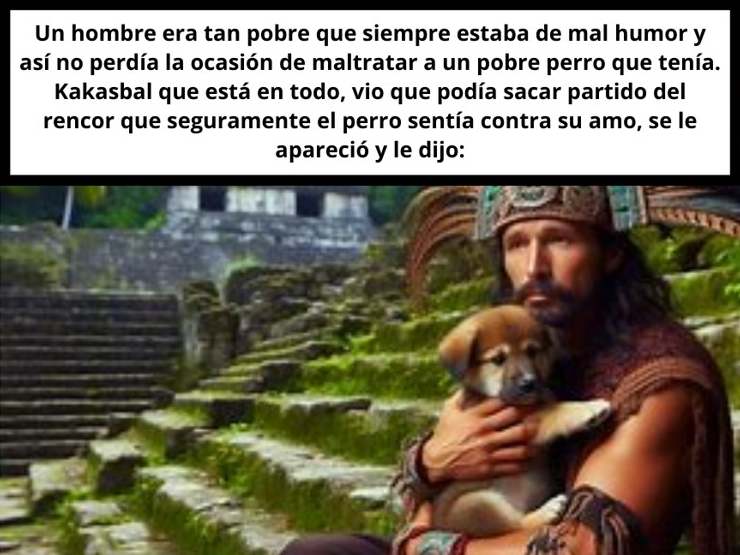 Un hombre era tan pobre que siempre estaba de mal humor y
así no perdía la ocasión de maltratar a un pobre perro que tenía.
Kakasbal que está en todo, vio que podía sacar partido del
rencor que seguramente el perro sentía contra su amo, se le
apareció y le dijo: